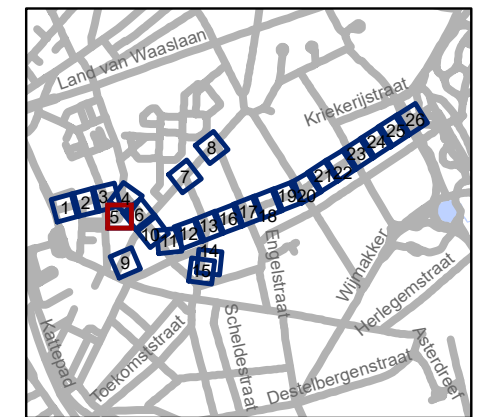 Land van Waaslaan
Kriekerijstraat
8
7
26
25
24
23
22
21
20
19
18
17
16
13
12
11
10
1
2
3
4
5
6
9
14
15
Engelstraat
Wijmakker
Herlegemstraat
Kattepad
Toekomststraat
Scheldestraat
Destelbergenstraat
Asterdreef